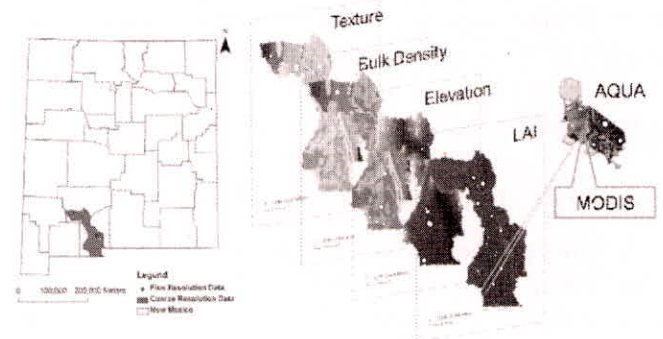 N
Texture
Bulk Density
Elevation
LAI
AQUA
MODIS
Legend
Fine Resolution Data
Coarse Resolution Data
New Mexico
0 100,000 200,000 Meters